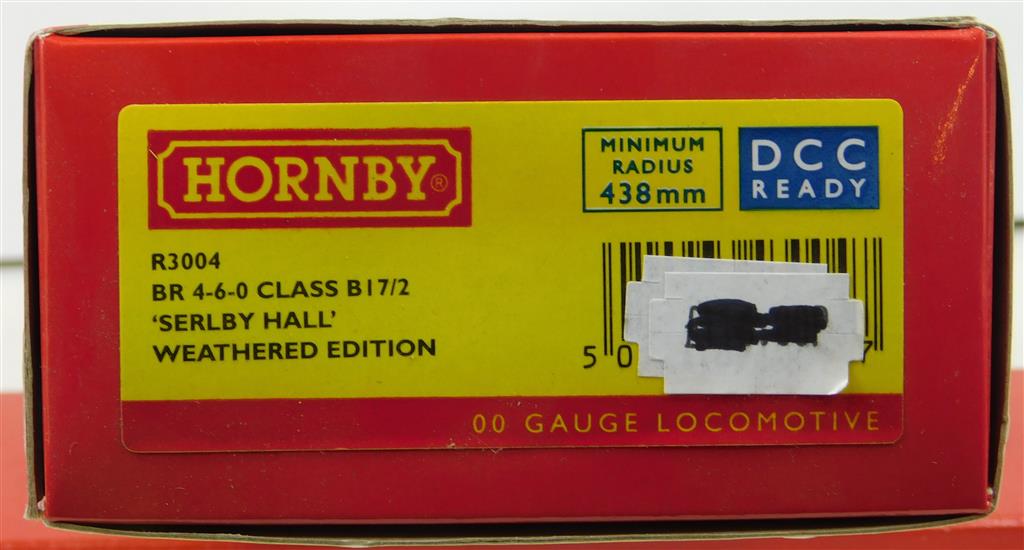 HORNBY®
MINIMUM
RADIUS
438mm
DCC
READY
R3004
BR 4-6-0 CLASS B17/2
‘SERLBY HALL’
WEATHERED EDITION
5 0 7
00 GAUGE LOCOMOTIVE